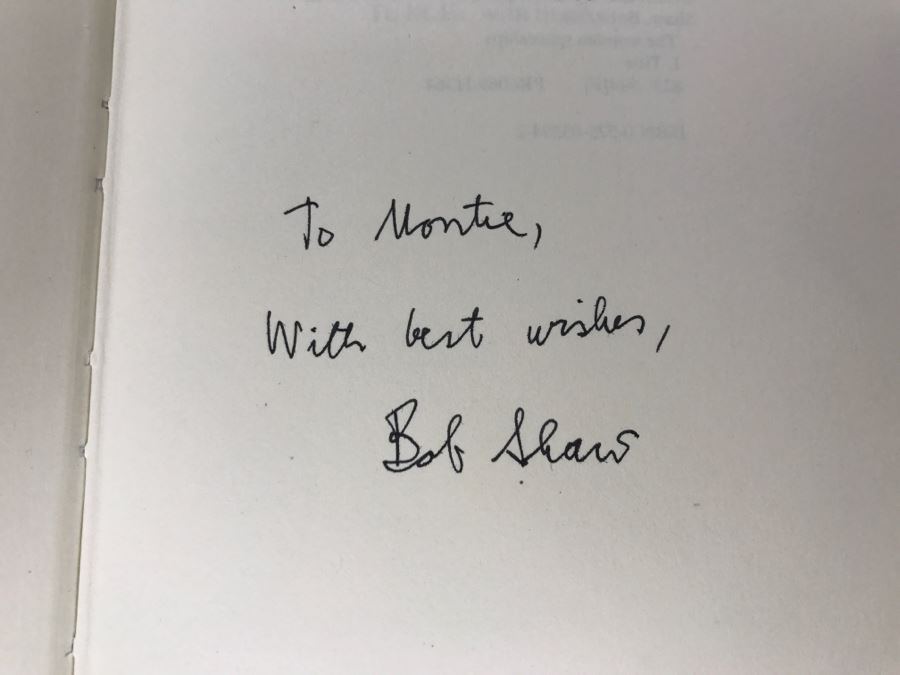 To Montie,
With best wishes,
Bob Shaw